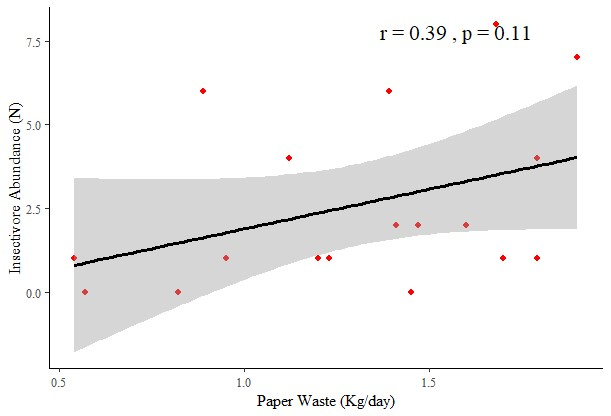 r = 0.39 , p = 0.11
7.5
5.0
2.5
0.0
Insectivore Abundance (N)
0.5
1.0
1.5
Paper Waste (Kg/day)